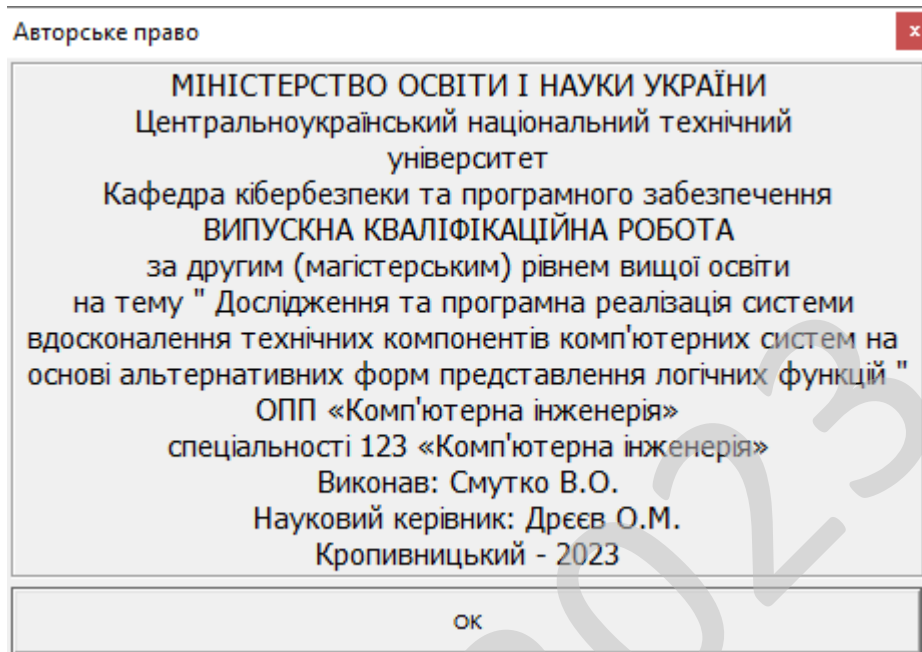 Авторське право
x
МІНІСТЕРСТВО ОСВІТИ І НАУКИ УКРАЇНИ
Центральноукраїнський національний технічний
університет
Кафедра кібербезпеки та програмного забезпечення
ВИПУСКНА КВАЛІФІКАЦІЙНА РОБОТА
за другим (магістерським) рівнем вищої освіти
на тему " Дослідження та програмна реалізація системи
вдосконалення технічних компонентів комп'ютерних систем на
основі альтернативних форм представлення логічних функцій "
ОПП «Комп'ютерна інженерія»
спеціальності 123 «Комп'ютерна інженерія»
Виконав: Смутко В.О.
Науковий керівник: Дрєєв О.М.
Кропивницький - 2023
ОК
2023